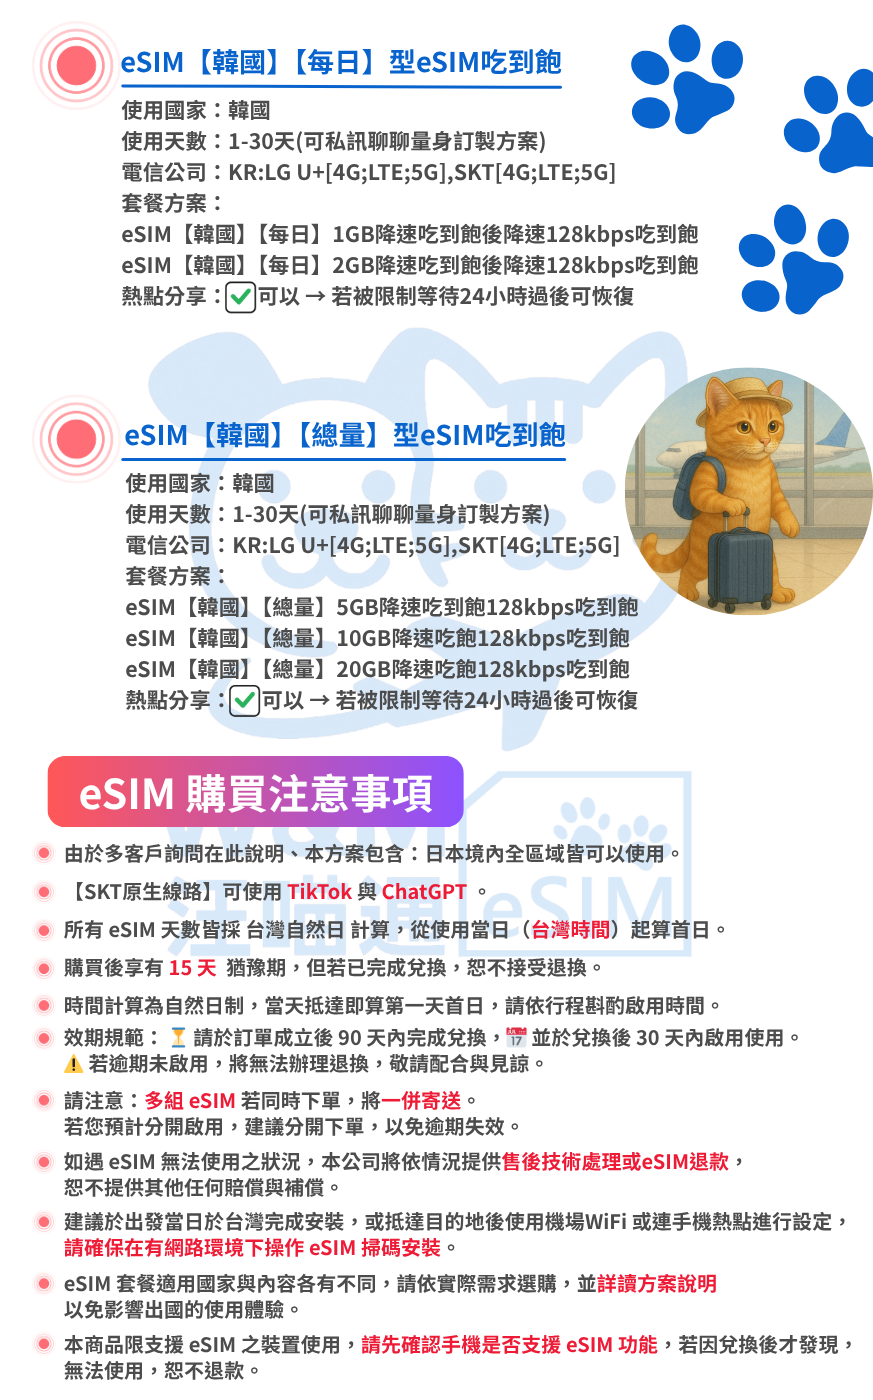 eSIM【韓國】【每日】型eSIM吃到飽
使用國家：韓國
使用天數：1-30天(可私訊聊聊量身訂製方案)
電信公司：KR:LG U+[4G;LTE;5G],SKT[4G;LTE;5G]
套餐方案：
eSIM【韓國】【每日】1GB降速吃到飽後降速128kbps吃到飽
eSIM【韓國】【每日】2GB降速吃到飽後降速128kbps吃到飽
熱點分享：✅可以 → 若被限制等待24小時過後可恢復
eSIM【韓國】【總量】型eSIM吃到飽
使用國家：韓國
使用天數：1-30天(可私訊聊聊量身訂製方案)
電信公司：KR:LG U+[4G;LTE;5G],SKT[4G;LTE;5G]
套餐方案：
eSIM【韓國】【總量】5GB降速吃到飽128kbps吃到飽
eSIM【韓國】【總量】10GB降速吃飽128kbps吃到飽
eSIM【韓國】【總量】20GB降速吃飽128kbps吃到飽
熱點分享：✅可以 → 若被限制等待24小時過後可恢復
eSIM 購買注意事項
W&M
汪喵通
eSIM
由於多客戶詢問在此說明、本方案包含：日本境內全區域皆可以使用。
【SKT原生線路】可使用 TikTok 與 ChatGPT 。
所有 eSIM 天數皆採 台灣自然日 計算，從使用當日（台灣時間）起算首日。
購買後享有 15 天 猶豫期，但若已完成兌換，恕不接受退換。
時間計算為自然日制，當天抵達即算第一天首日，請依行程斟酌啟用時間。
效期規範：⏳ 請於訂單成立後 90 天內完成兌換，📅 並於兌換後 30 天內啟用使用。
⚠️ 若逾期未啟用，將無法辦理退換，敬請配合與見諒。
請注意：多組 eSIM 若同時下單，將一併寄送。
若您預計分開啟用，建議分開下單，以免逾期失效。
如遇 eSIM 無法使用之狀況，本公司將依情況提供售後技術處理或eSIM退款，
恕不提供其他任何賠償與補償。
建議於出發當日於台灣完成安裝，或抵達目的地後使用機場WiFi 或連手機熱點進行設定，
請確保在有網路環境下操作 eSIM 掃碼安裝。
eSIM 套餐適用國家與內容各有不同，請依實際需求選購，並詳讀方案說明
以免影響出國的使用體驗。
本商品限支援 eSIM 之裝置使用，請先確認手機是否支援 eSIM 功能，若因兌換後才發現，
無法使用，恕不退款。